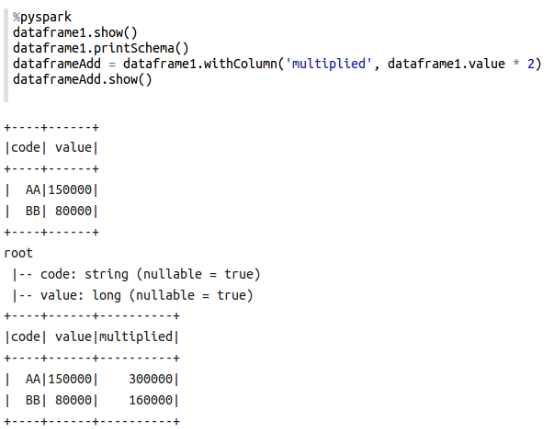 %pyspark
dataframe1.show()
dataframe1.printSchema()
dataframeAdd = dataframe1.withColumn('multiplied', dataframe1.value * 2)
dataframeAdd.show()
+----+------+
|code| value|
+----+------+
|  AA|150000|
|  BB| 80000|
+----+------+
root
 |-- code: string (nullable = true)
 |-- value: long (nullable = true)
+----+------+----------+
|code| value|multiplied|
+----+------+----------+
|  AA|150000|    300000|
|  BB| 80000|    160000|
+----+------+----------+